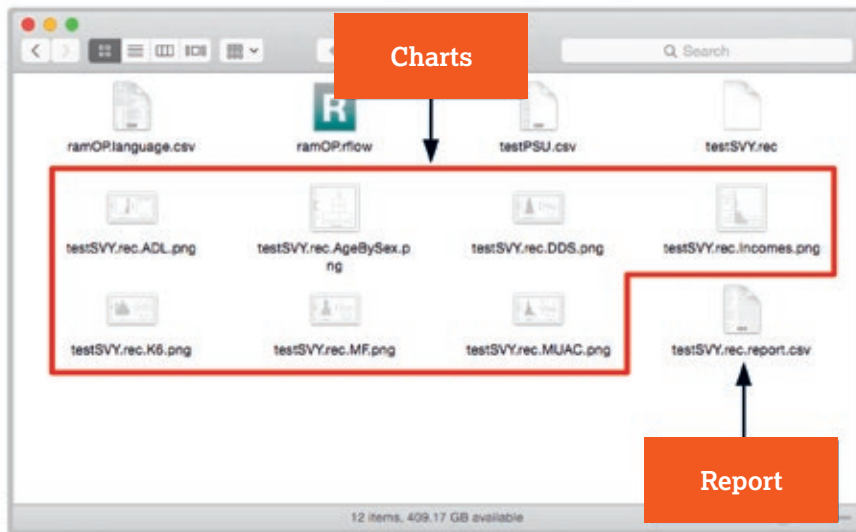 Charts
Search
R
ramOP.language.csv
ramOP.rflow
testPSU.csv
testSVY.rec
testSVY.rec.ADL.png
testSVY.rec.AgeBySex.p
ng
testSVY.rec.DDS.png
testSVY.rec.Incomes.png
testSVY.rec.K6.png
testSVY.rec.MF.png
testSVY.rec.MUAC.png
testSVY.rec.report.csv
Report
12 items, 409.17 GB available